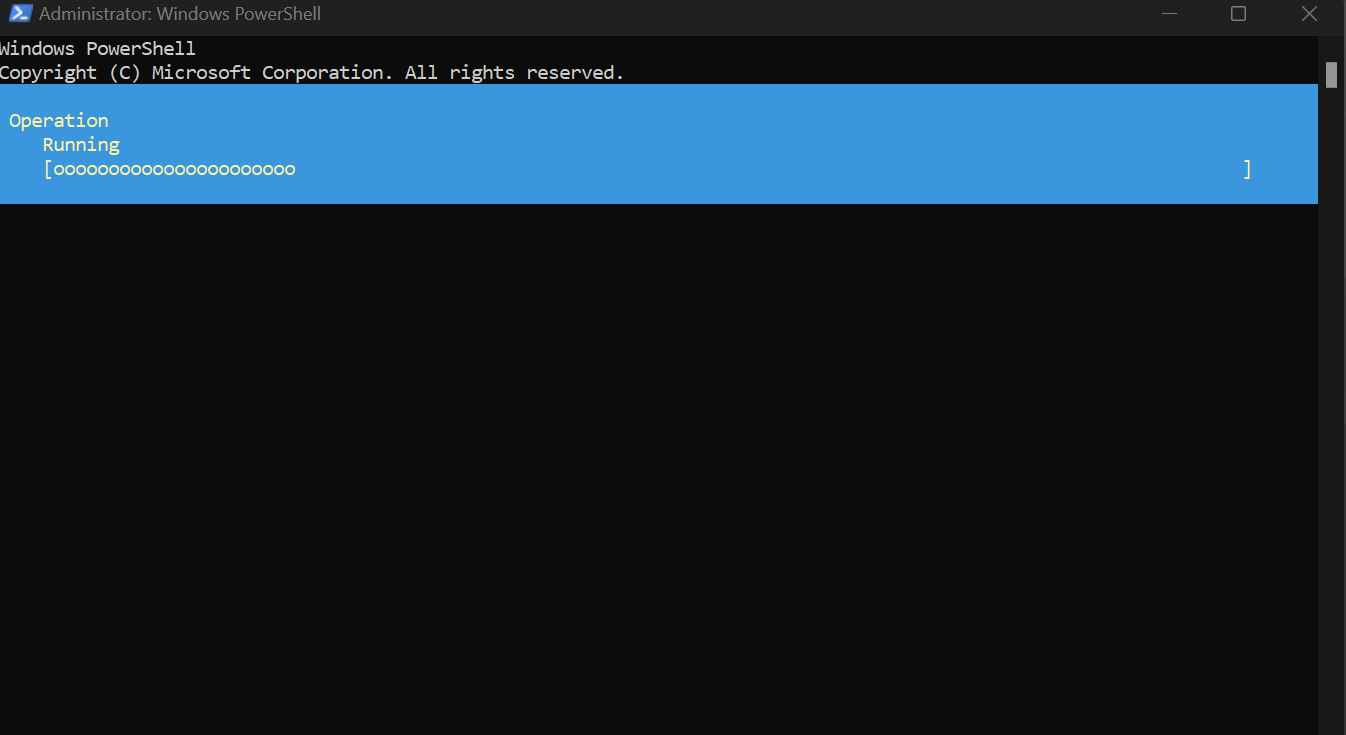 Administrator: Windows PowerShell
Windows PowerShell
Copyright (C) Microsoft Corporation. All rights reserved.
Operation
Running
[oooooooooooooooooooooo                                                                                      ]